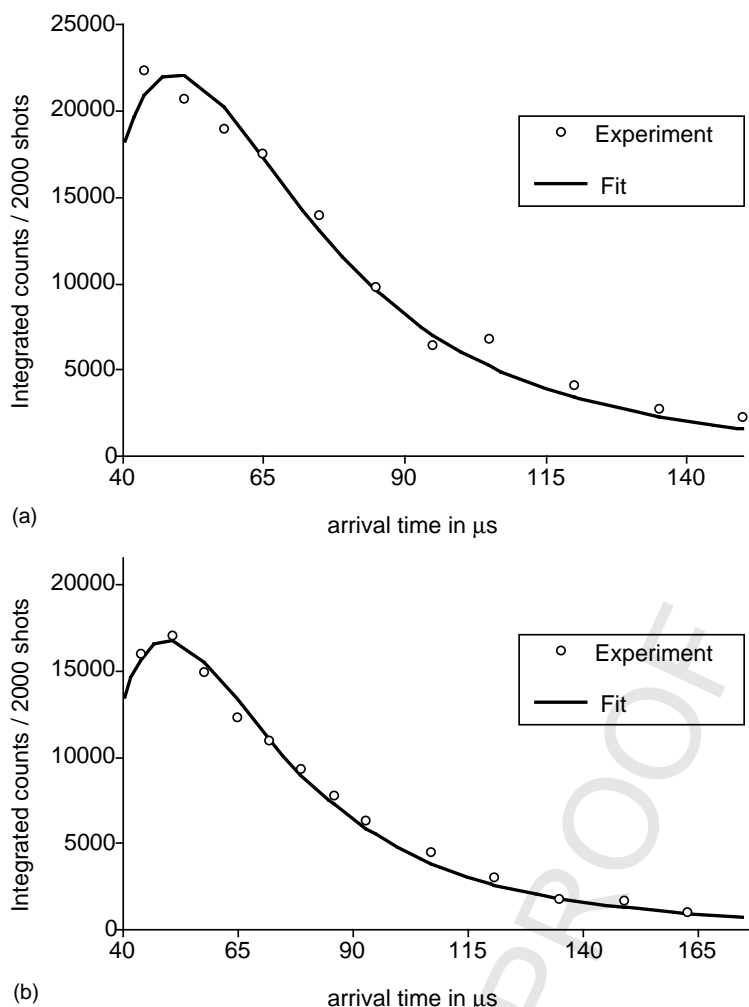 25000
20000
15000
10000
5000
0
Integrated counts / 2000 shots
Experiment
Fit
40 65 90 115 140
(a)
arrival time in μs
20000
15000
10000
5000
0
Integrated counts / 2000 shots
Experiment
Fit
40 65 90 115 140 165
(b)
arrival time in μs
PROOF